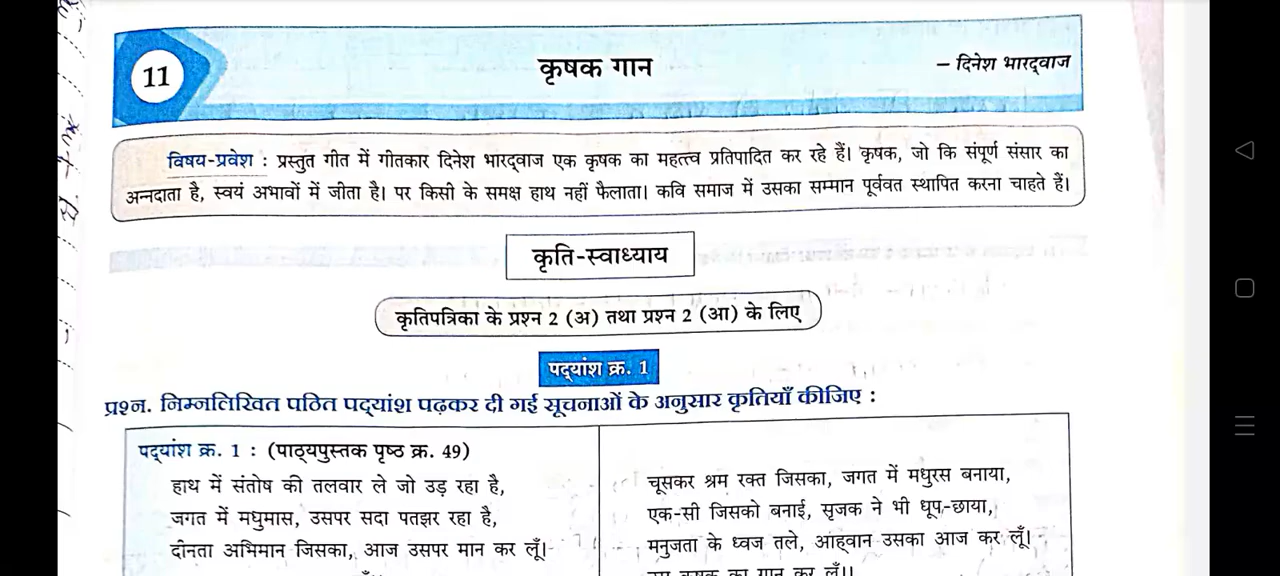 11
कृषक गान
– दिनेश भारद्‌वाज
विषय-प्रवेश : प्रस्तुत गीत में गीतकार दिनेश भारद्‌वाज एक कृषक का महत्त्व प्रतिपादित कर रहे हैं। कृषक, जो कि संपूर्ण संसार का
अन्नदाता है, स्वयं अभावों में जीता है। पर किसी के समक्ष हाथ नहीं फैलाता। कवि समाज में उसका सम्मान पूर्ववत स्थापित करना चाहते हैं।
कृति-स्वाध्याय
कृतिपत्रिका के प्रश्न 2 (अ) तथा प्रश्न 2 (आ) के लिए
पद्‌यांश क्र. 1
प्रश्न. निम्नलिखित पठित पद्‌यांश पढ़कर दी गई सूचनाओं के अनुसार कृतियाँ कीजिए :
पद्‌यांश क्र. 1 : (पाठ्‌यपुस्तक पृष्ठ क्र. 49)
हाथ में संतोष की तलवार ले जो उड़ रहा है,
जगत में मधुमास, उसपर सदा पतझर रहा है,
दीनता अभिमान जिसका, आज उसपर मान कर लूँ।
चूसकर श्रम रक्त जिसका, जगत में मधुरस बनाया,
एक-सी जिसको बनाई, सृजक ने भी धूप-छाया,
मनुजता के ध्वज तले, आह्‌वान उसका आज कर लूँ।
कृषक का गान कर लूँ।।